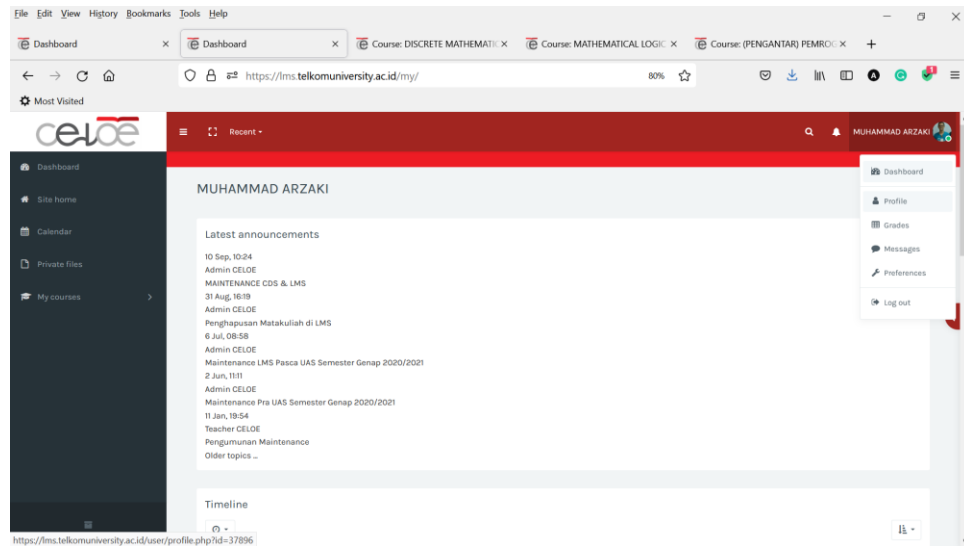 File Edit View History Bookmarks Tools Help
Dashboard
Dashboard
Course: DISCRETE MATHEMATIC
Course: MATHEMATICAL LOGIC
Course: (PENGANTAR) PEMROG
https://lms.telkomuniversity.ac.id/my/
80%
Most Visited
celoe
Recent
MUHAMMAD ARZAKI
Dashboard
Site home
Calendar
Private files
My courses
MUHAMMAD ARZAKI
Latest announcements
10 Sep, 10:24
Admin CELOE
MAINTENANCE CDS & LMS
31 Aug, 16:19
Admin CELOE
Penghapusan Matakuliah di LMS
6 Jul, 08:58
Admin CELOE
Maintenance LMS Pasca UAS Semester Genap 2020/2021
2 Jun, 11:11
Admin CELOE
Maintenance Pra UAS Semester Genap 2020/2021
11 Jan, 19:54
Teacher CELOE
Pengumunan Maintenance
Older topics ...
Timeline
Dashboard
Profile
Grades
Messages
Preferences
Log out
https://lms.telkomuniversity.ac.id/user/profile.php?id=37896